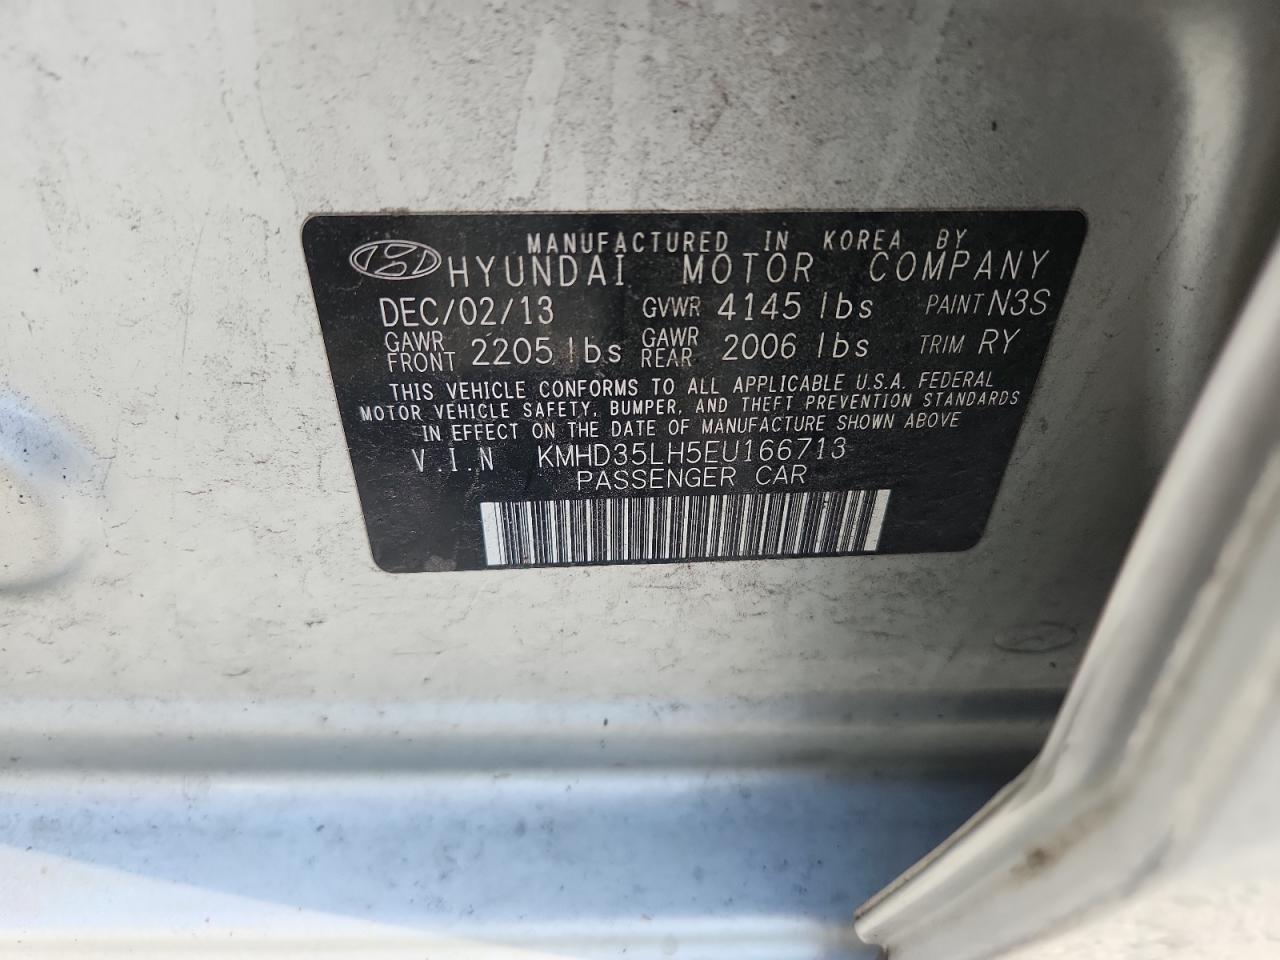 MANUFACTURED IN KOREA BY
HYUNDAI MOTOR COMPANY
DEC/02/13 GVWR 4145 lbs PAINT N3S
GAWR FRONT 2205 lbs GAWR REAR 2006 lbs TRIM RY
THIS VEHICLE CONFORMS TO ALL APPLICABLE U.S.A. FEDERAL
MOTOR VEHICLE SAFETY, BUMPER, AND THEFT PREVENTION STANDARDS
IN EFFECT ON THE DATE OF MANUFACTURE SHOWN ABOVE
V.I.N KMHD35LH5EU166713
PASSENGER CAR